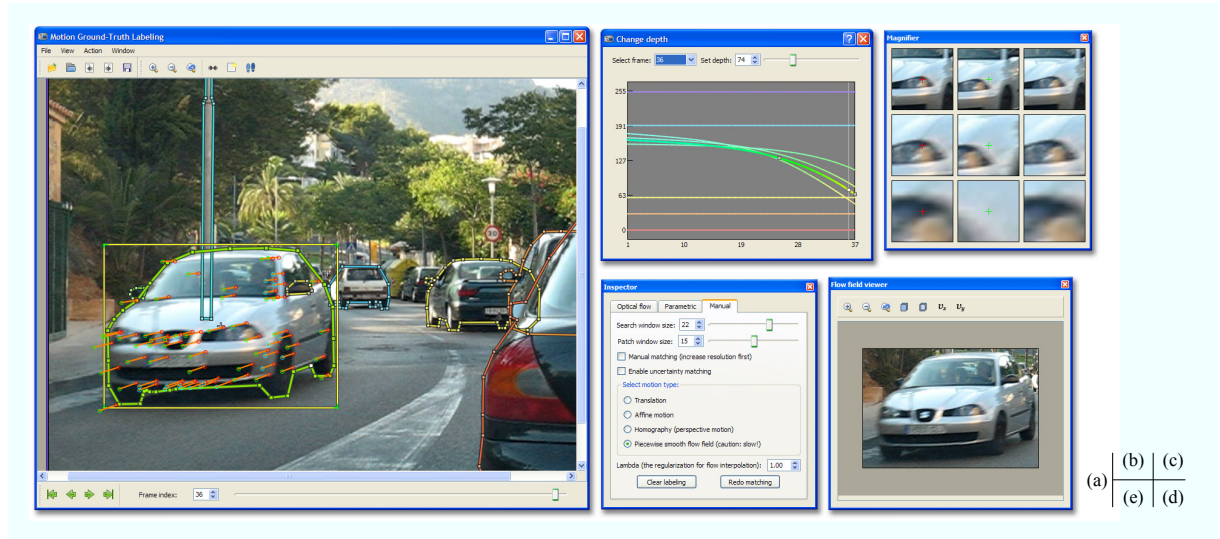 Motion Ground-Truth Labeling
File View Action Window
30
Frame index: 36
Change depth
Select frame: 36 Set depth: 74
255
191
127
63
0
1 10 19 28 37
Magnifier
Inspector
Optical flow Parametric Manual
Search window size: 22
Patch window size: 15
Manual matching (increase resolution first)
Enable uncertainty matching
Select motion type:
Translation
Affine motion
Homography (perspective motion)
Piecewise smooth flow field (caution: slow!)
Lambda (the regularization for flow interpolation): 1.00
Clear labeling Redo matching
Flow field viewer
Ux Uy
(a) (b) (c)
(e) (d)